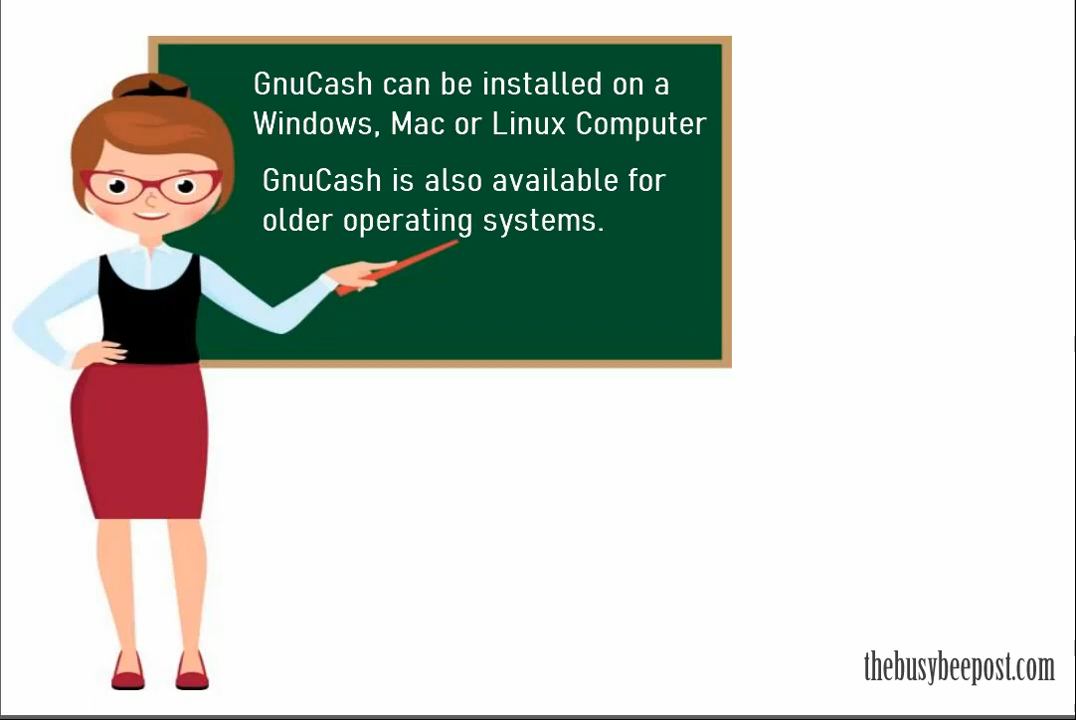 GnuCash can be installed on a
Windows, Mac or Linux Computer
GnuCash is also available for
older operating systems.
thebusybeepost.com